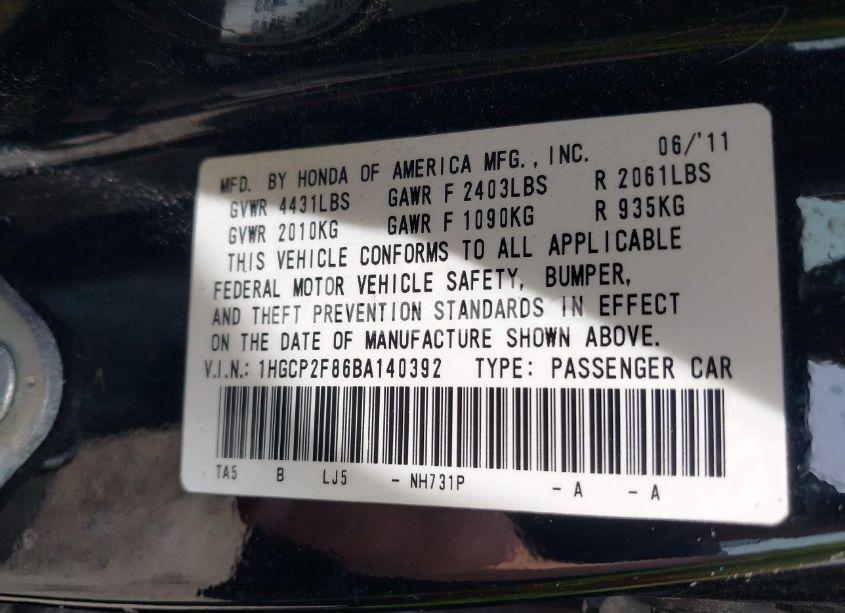 MFD. BY HONDA OF AMERICA MFG., INC. 06/'11
GVWR 4431LBS GAWR F 2403LBS R 2061LBS
GVWR 2010KG GAWR F 1090KG R 935KG
THIS VEHICLE CONFORMS TO ALL APPLICABLE
FEDERAL MOTOR VEHICLE SAFETY, BUMPER,
AND THEFT PREVENTION STANDARDS IN EFFECT
ON THE DATE OF MANUFACTURE SHOWN ABOVE.
V.I.N.: 1HGCP2F86BA140392 TYPE: PASSENGER CAR
TA5 B LJ5 - NH731P - A - A